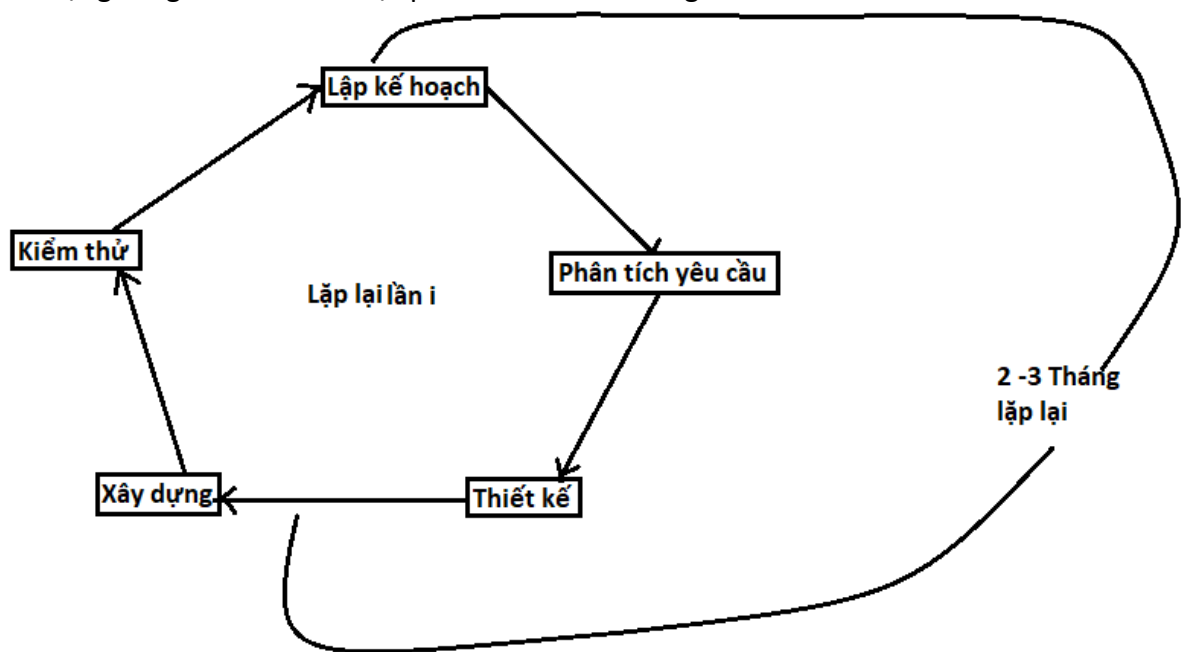 Lập kế hoạch
Kiểm thử
Phân tích yêu cầu
Lặp lại lần i
2 -3 Tháng
lặp lại
Xây dựng
Thiết kế